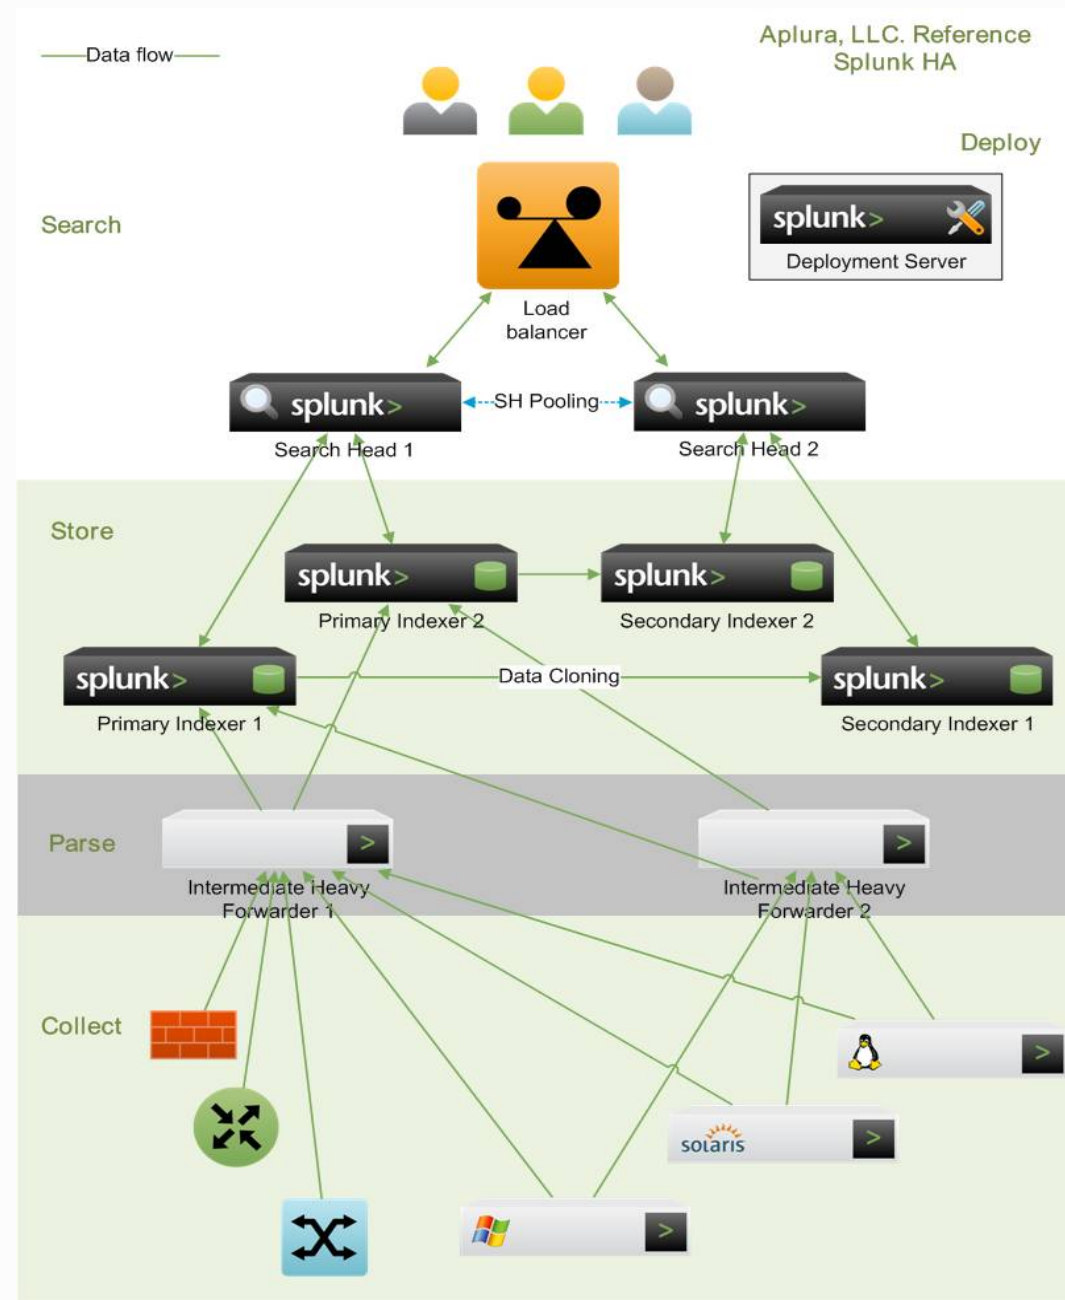 Data flow
Aplura, LLC. Reference
Splunk HA
Deploy
splunk>
Deployment Server
Search
Load
balancer
splunk>
SH Pooling
splunk>
Search Head 1
Search Head 2
Store
splunk>
splunk>
Primary Indexer 2
Secondary Indexer 2
splunk>
Data Cloning
splunk>
Primary Indexer 1
Secondary Indexer 1
Parse
>
>
Intermediate Heavy
Forwarder 1
Intermediate Heavy
Forwarder 2
Collect
>
solaris
>
>